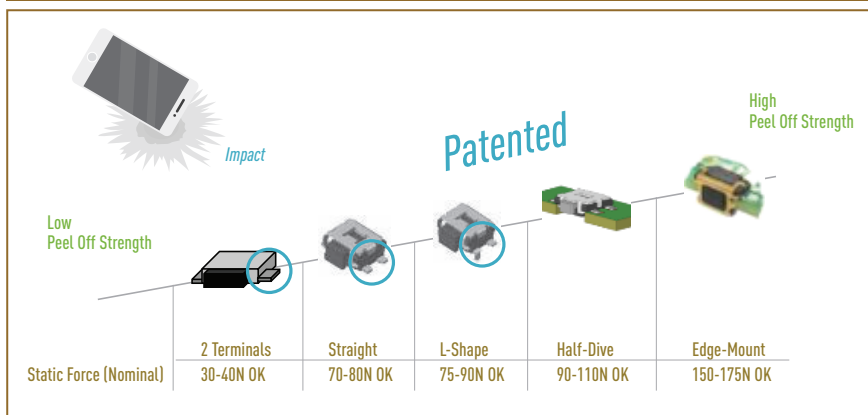 Impact
Patented
High
Peel Off Strength
Low
Peel Off Strength
2 Terminals Straight L-Shape Half-Dive Edge-Mount
Static Force (Nominal) 30-40N OK 70-80N OK 75-90N OK 90-110N OK 150-175N OK